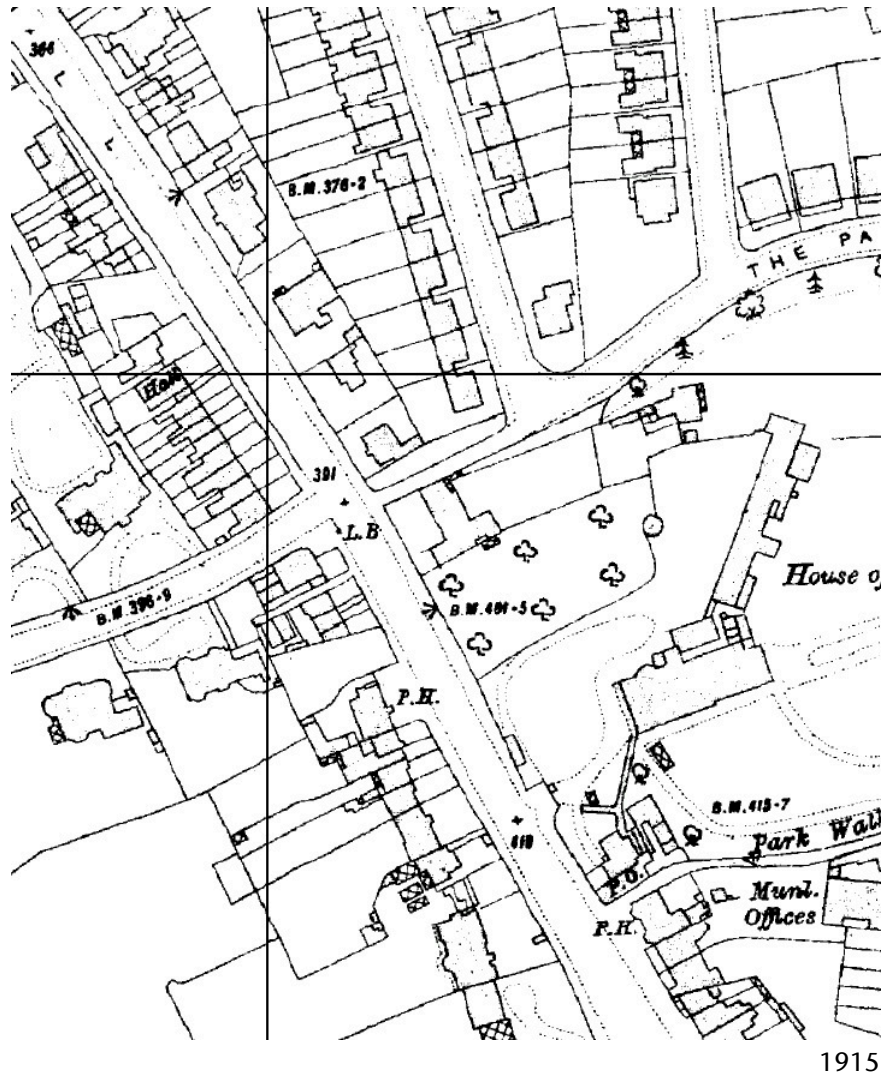 366
L
L
B.M.376·2
THE PA
Hall
391
L.B
House of
B.M.396·9
B.M.401·5
P.H.
B.M.413·7
410
Park Walk
P.O.
Munl.
Offices
P.H.
1915